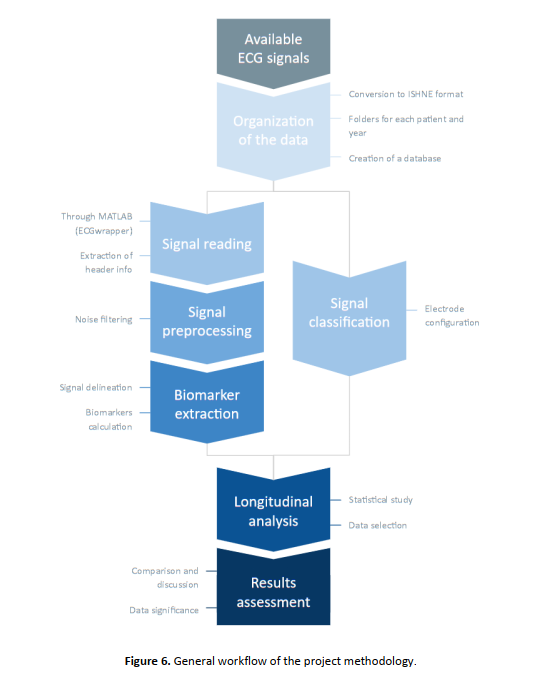 Available
ECG signals
Organization
of the data
Conversion to ISHNE format
Folders for each patient and
year
Creation of a database
Signal reading
Through MATLAB
(ECGwrapper)
Extraction of
header info
Signal
preprocessing
Noise filtering
Biomarker
extraction
Signal delineation
Biomarkers
calculation
Signal
classification
Electrode
configuration
Longitudinal
analysis
Statistical study
Data selection
Results
assessment
Comparison and
discussion
Data significance
Figure 6. General workflow of the project methodology.